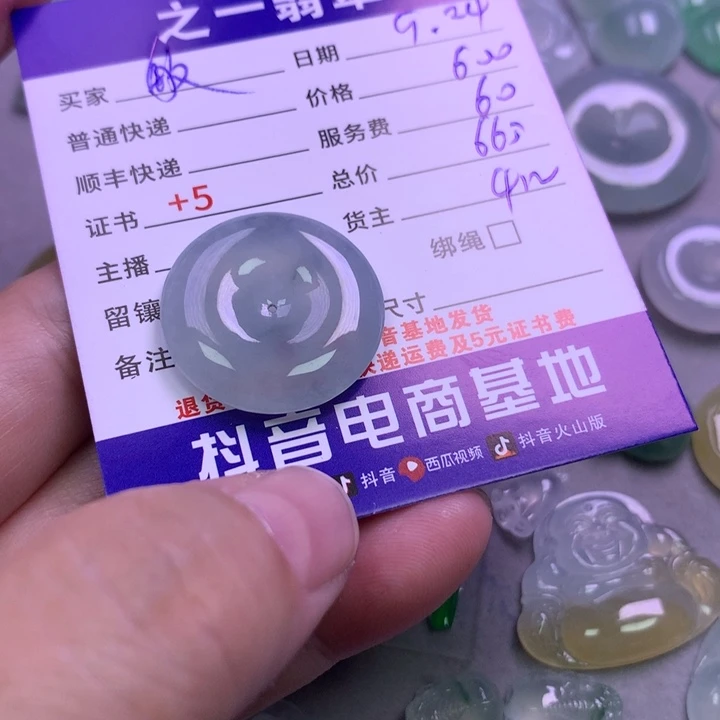 之一翡翠
买家 日期 9.24
普通快递 价格 600
顺丰快递 服务费 60
证书 +5 总价 665
主播 货主
留镶 绑绳
备注 尺寸
音基地发货
退货 递运费及5元证书费
抖音电商基地
抖音 西瓜视频 抖音火山版